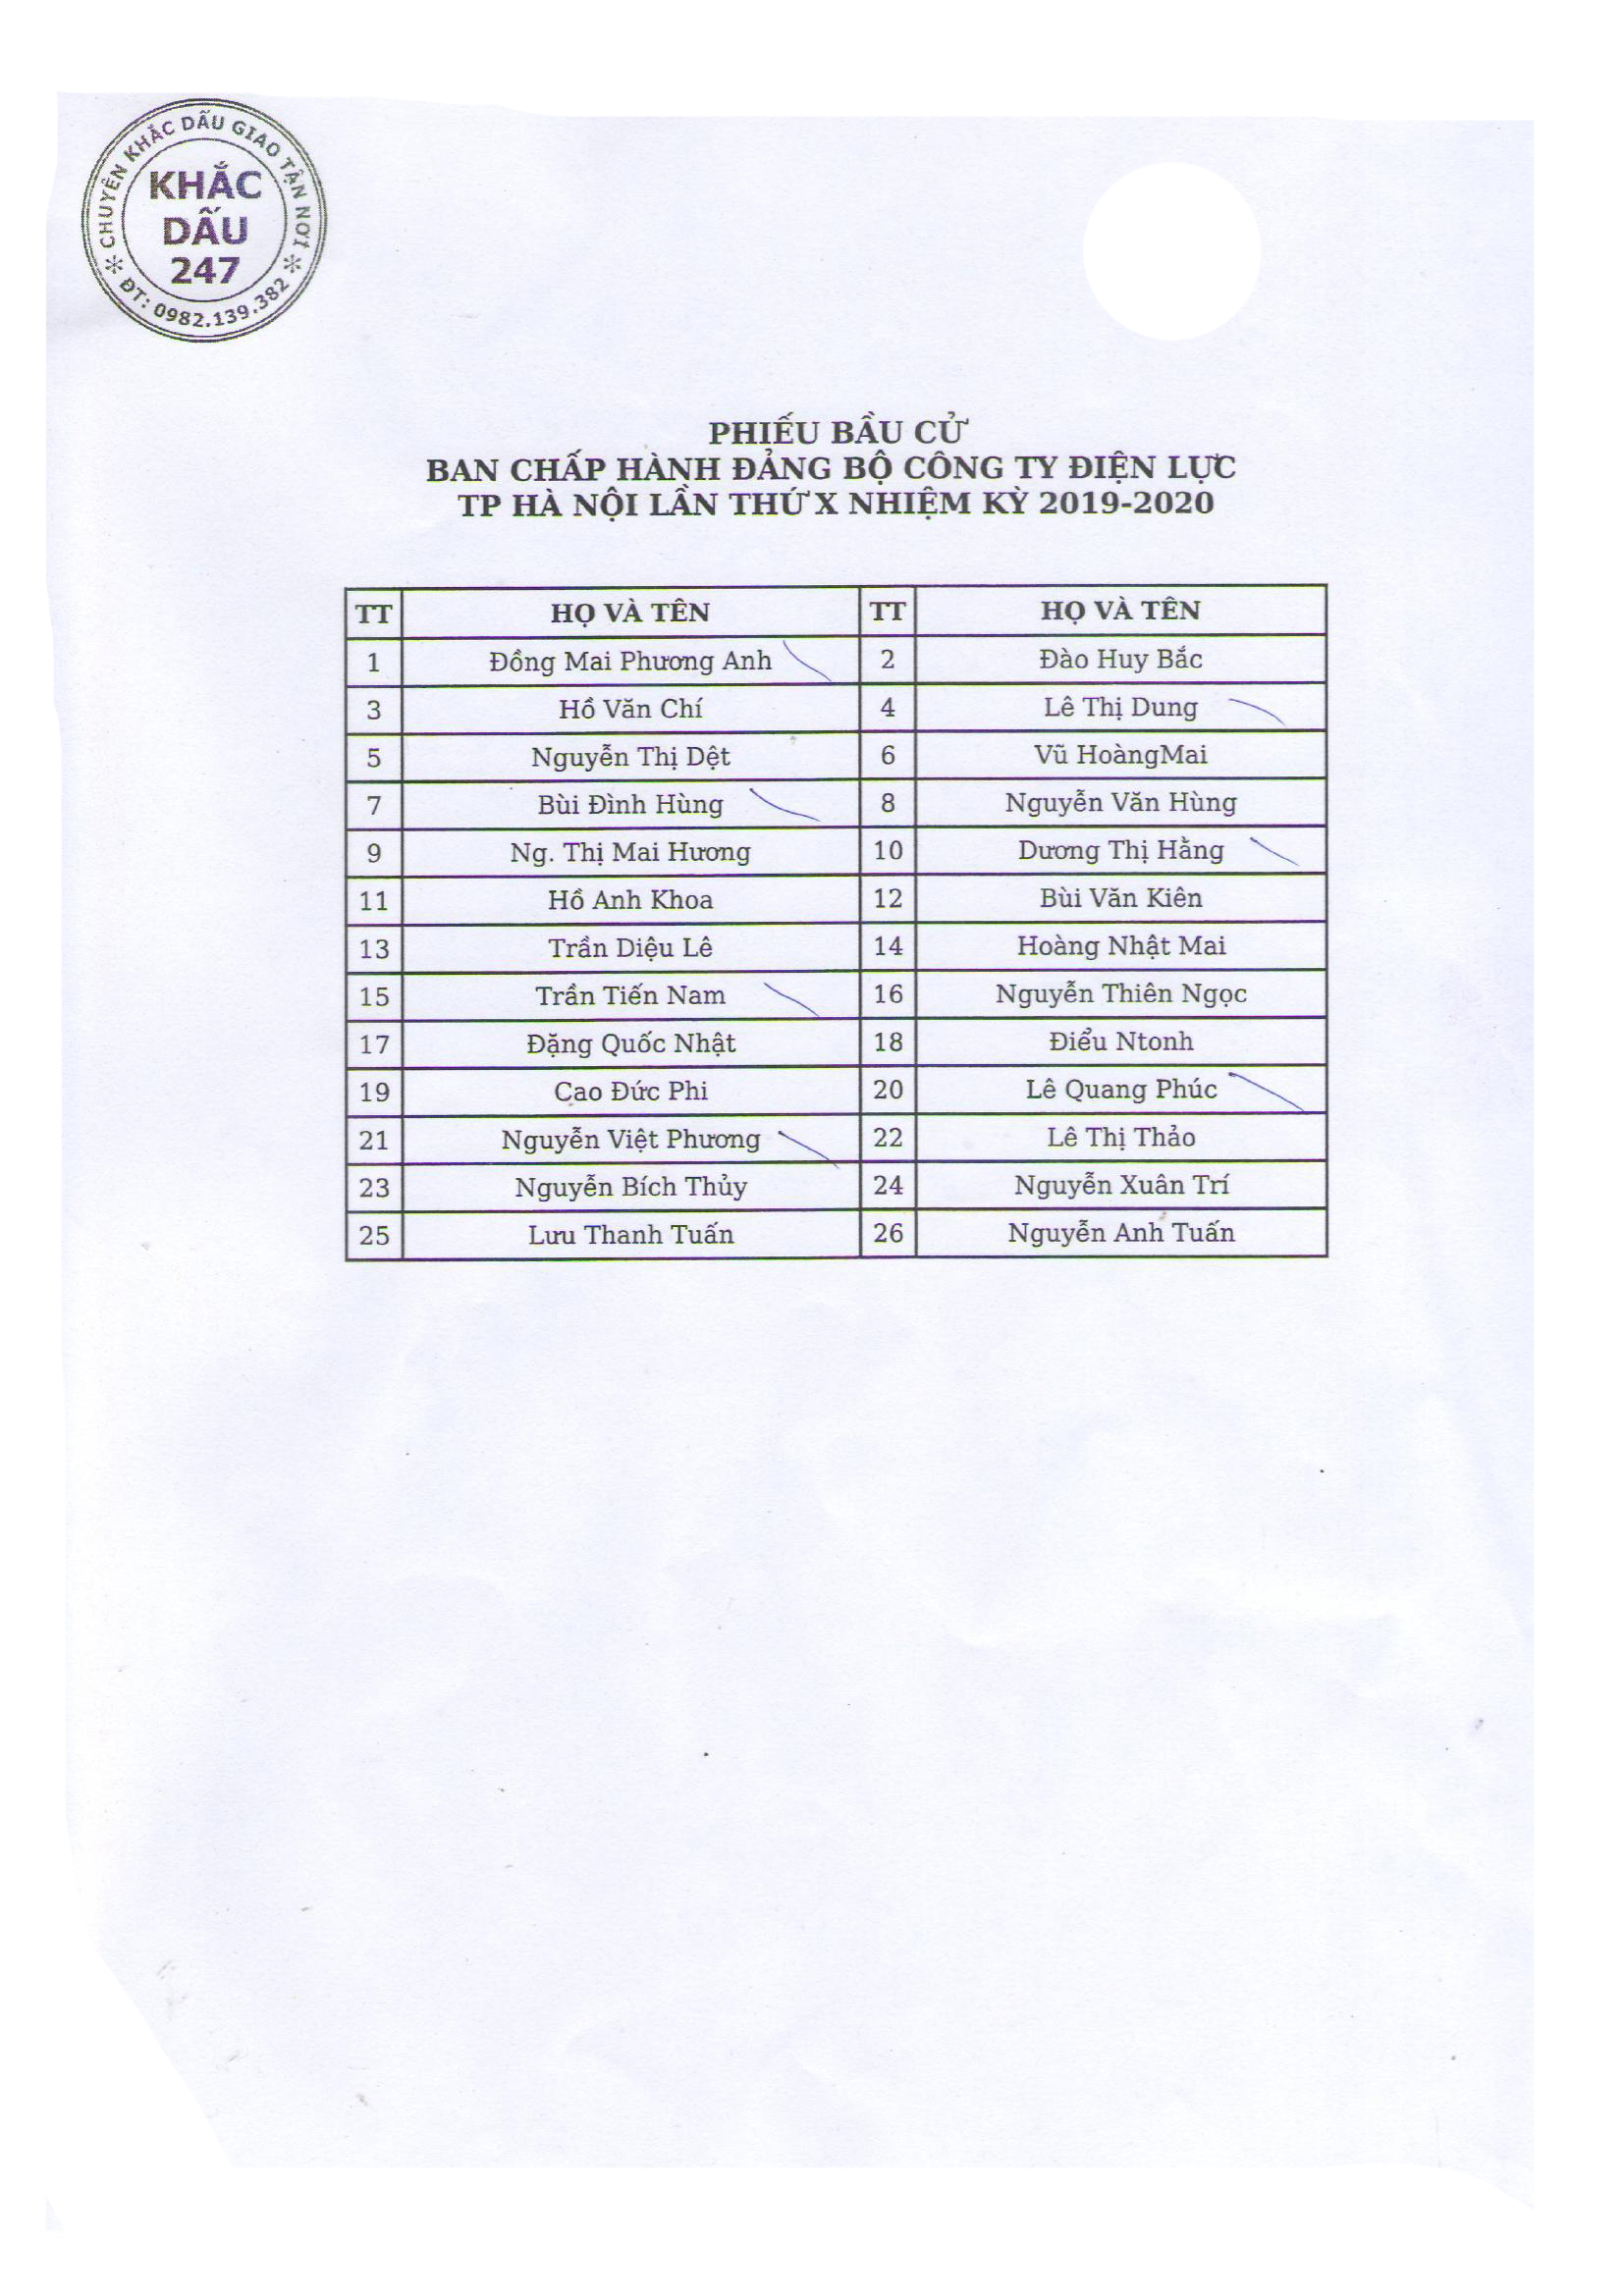 CHUYÊN KHẮC DẤU GIAO TẬN NƠI
KHẮC
DẤU
247
ĐT: 0982.139.382
PHIẾU BẦU CỬ
BAN CHẤP HÀNH ĐẢNG BỘ CÔNG TY ĐIỆN LỰC
TP HÀ NỘI LẦN THỨ X NHIỆM KỲ 2019-2020
TT HỌ VÀ TÊN TT HỌ VÀ TÊN
1 Đồng Mai Phương Anh 2 Đào Huy Bắc
3 Hồ Văn Chí 4 Lê Thị Dung
5 Nguyễn Thị Dệt 6 Vũ HoàngMai
7 Bùi Đình Hùng 8 Nguyễn Văn Hùng
9 Ng. Thị Mai Hương 10 Dương Thị Hằng
11 Hồ Anh Khoa 12 Bùi Văn Kiên
13 Trần Diệu Lê 14 Hoàng Nhật Mai
15 Trần Tiến Nam 16 Nguyễn Thiên Ngọc
17 Đặng Quốc Nhật 18 Điểu Ntonh
19 Cao Đức Phi 20 Lê Quang Phúc
21 Nguyễn Việt Phương 22 Lê Thị Thảo
23 Nguyễn Bích Thủy 24 Nguyễn Xuân Trí
25 Lưu Thanh Tuấn 26 Nguyễn Anh Tuấn